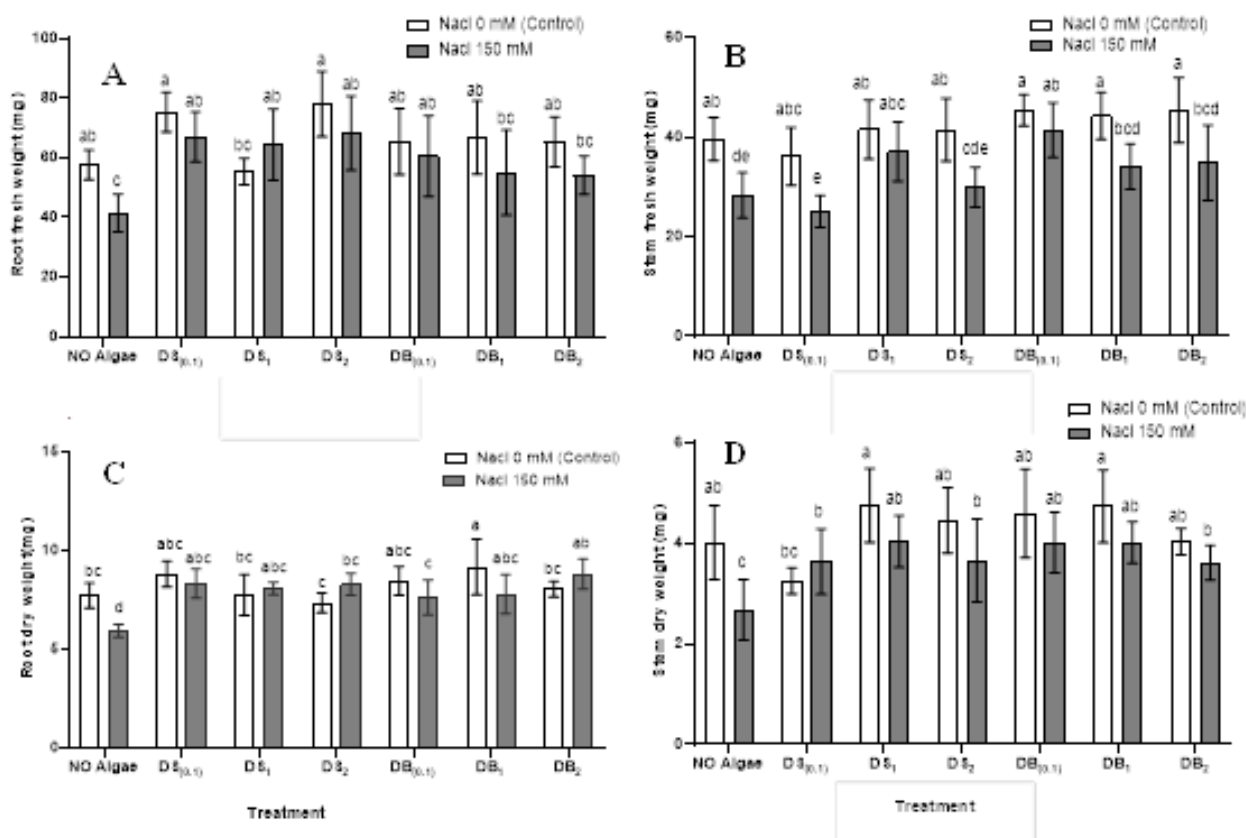 A
Nacl 0 mM (Control)
Nacl 150 mM
Root fresh weight (mg)
100
80
60
40
20
0
ab c a ab bc ab a ab ab ab ab bc ab bc
NO Algae DS(0.1) DS1 DS2 DB(0.1) DB1 DB2
B
Nacl 0 mM (Control)
Nacl 150 mM
Stem fresh weight (mg)
60
40
20
0
ab de abc e ab abc ab cde a ab a bcd a bcd
NO Algae DS(0.1) DS1 DS2 DB(0.1) DB1 DB2
C
Nacl 0 mM (Control)
Nacl 150 mM
Root dry weight(mg)
15
10
5
0
bc d abc abc bc abc c bc abc c a abc bc ab
NO Algae DS(0.1) DS1 DS2 DB(0.1) DB1 DB2
Treatment
D
Nacl 0 mM (Control)
Nacl 150 mM
Stem dry weight (mg)
6
4
2
0
ab c bc b a ab ab b ab ab a ab ab b
NO Algae DS(0.1) DS1 DS2 DB(0.1) DB1 DB2
Treatment